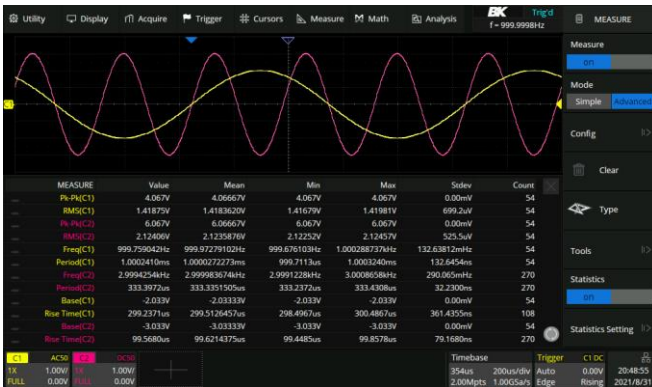 Utility Display Acquire Trigger Cursors Measure Math Analysis BK Trig'd MEASURE
f = 999.9998Hz
Measure
on
Mode
Simple Advanced
Config
Clear
Type
Tools
Statistics
on
Statistics Setting
C1
MEASURE Value Mean Min Max Stdev Count
Pk-Pk(C1) 4.067V 4.06667V 4.067V 4.067V 0.00mV 54
RMS(C1) 1.41875V 1.4183620V 1.41679V 1.41981V 699.2uV 54
Pk-Pk(C2) 6.067V 6.06667V 6.067V 6.067V 0.00mV 54
RMS(C2) 2.12406V 2.1235876V 2.12252V 2.12457V 525.5uV 54
Freq(C1) 999.759042Hz 999.97279102Hz 999.676103Hz 1.000288737kHz 132.63812mHz 54
Period(C1) 1.0002410ms 1.0000272273ms 999.7113us 1.0003240ms 132.6454ns 54
Freq(C2) 2.9994254kHz 2.999983674kHz 2.9991228kHz 3.0008658kHz 290.065mHz 270
Period(C2) 333.3972us 333.3351505us 333.2372us 333.4308us 32.2300ns 270
Base(C1) -2.033V -2.03333V -2.033V -2.033V 0.00mV 54
Rise Time(C1) 299.2371us 299.5126457us 298.4967us 300.4867us 361.4355ns 108
Base(C2) -3.033V -3.03333V -3.033V -3.033V 0.00mV 54
Rise Time(C2) 99.5680us 99.6214375us 99.4485us 99.8578us 79.1680ns 270
C1 AC50 C2 DC50 Timebase Trigger C1 DC
1X 1.00V/ 1X 1.00V/ 354us 200us/div Auto 0.00V 20:48:55
FULL 0.00V FULL 0.00V 2.00Mpts 1.00GSa/s Edge Rising 2021/8/31